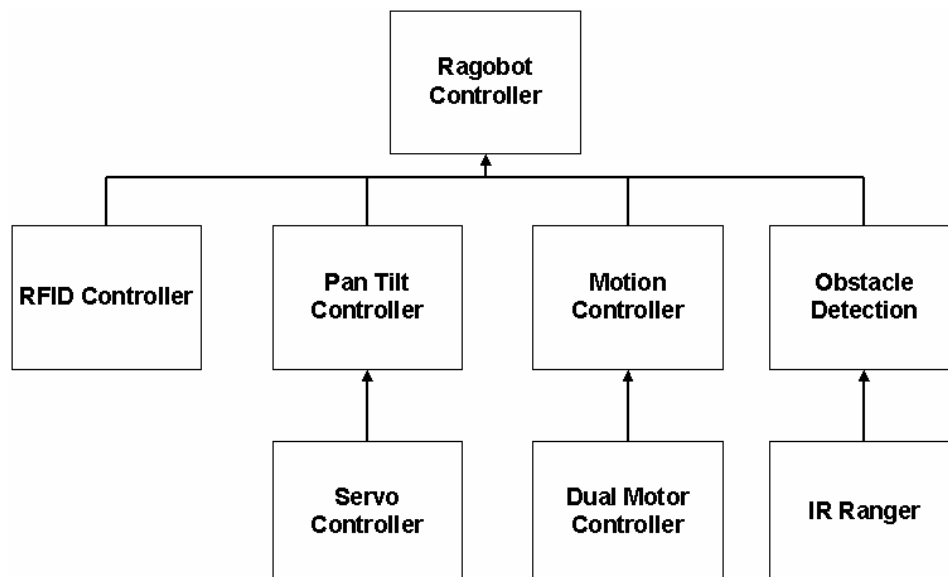 Ragobot
Controller
RFID Controller
Pan Tilt
Controller
Motion
Controller
Obstacle
Detection
Servo
Controller
Dual Motor
Controller
IR Ranger